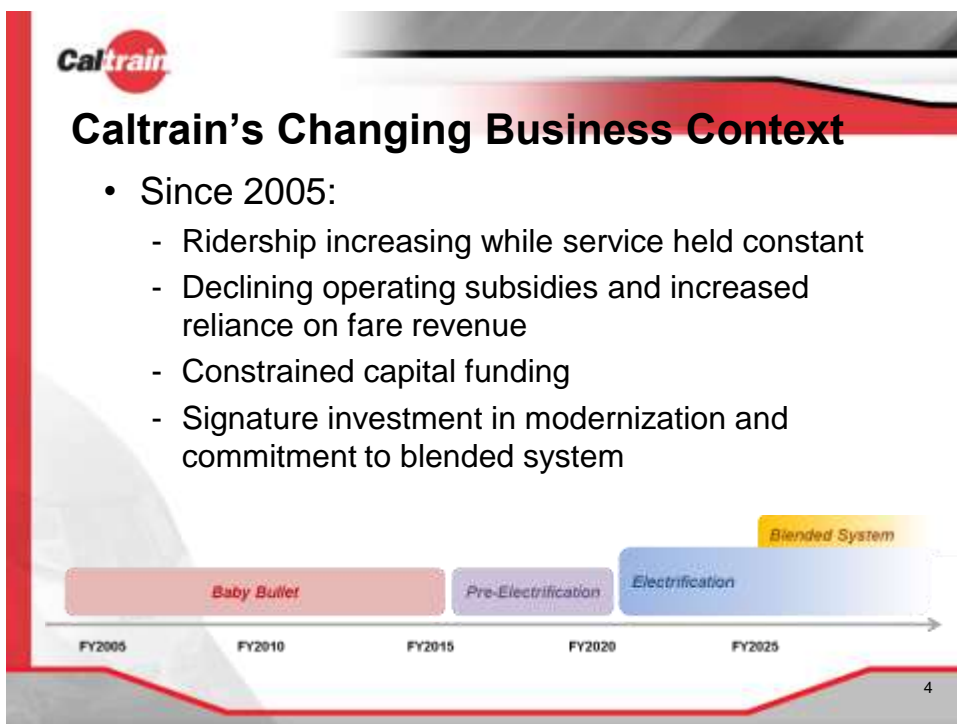 Caltrain
Caltrain's Changing Business Context
• Since 2005:
- Ridership increasing while service held constant
- Declining operating subsidies and increased
reliance on fare revenue
- Constrained capital funding
- Signature investment in modernization and
commitment to blended system
Blended System
Baby Bullet
Pre-Electrification
Electrification
FY2005
FY2010
FY2015
FY2020
FY2025
4